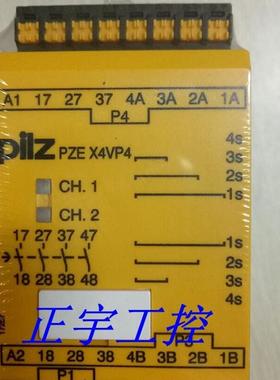 A1 17 27 37 4A 3A 2A 1A
P4
pilz PZE X4VP4
4s
3s
2s
1s
CH. 1
CH. 2
17 27 37 47
18 28 38 48
1s
2s
3s
4s
正宇工控
A2 18 28 38 4B 3B 2B 1B
P1